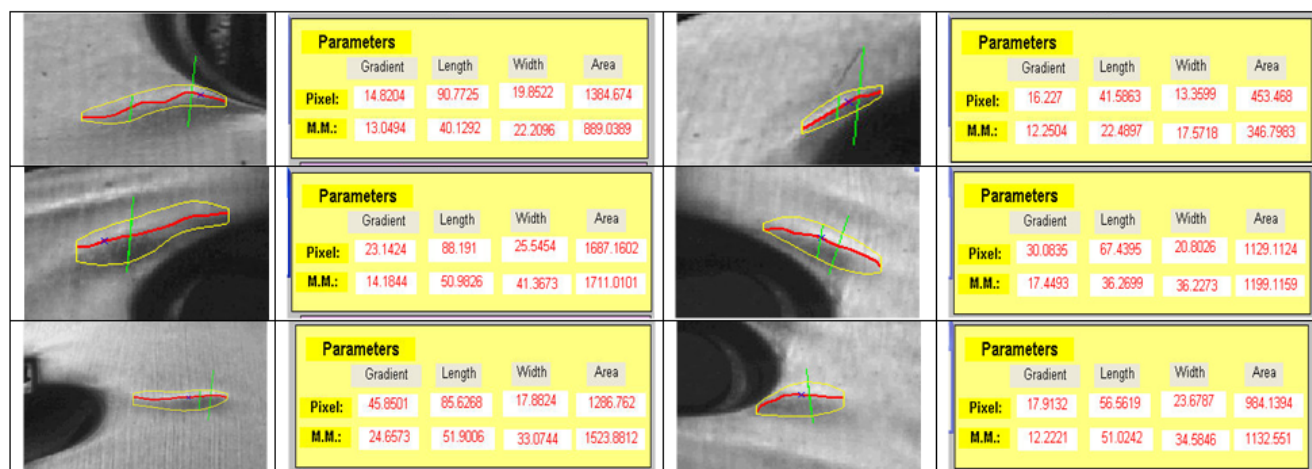 Parameters
Gradient Length Width Area
Pixel: 14.8204 90.7725 19.8522 1384.674
M.M.: 13.0494 40.1292 22.2096 889.0389
Parameters
Gradient Length Width Area
Pixel: 16.227 41.5863 13.3599 453.468
M.M.: 12.2504 22.4897 17.5718 346.7983
Parameters
Gradient Length Width Area
Pixel: 23.1424 88.191 25.5454 1687.1602
M.M.: 14.1844 50.9826 41.3673 1711.0101
Parameters
Gradient Length Width Area
Pixel: 30.0835 67.4395 20.8026 1129.1124
M.M.: 17.4493 36.2699 36.2273 1199.1159
Parameters
Gradient Length Width Area
Pixel: 45.8501 85.6268 17.8824 1286.762
M.M.: 24.6573 51.9006 33.0744 1523.8812
Parameters
Gradient Length Width Area
Pixel: 17.9132 56.5619 23.6787 984.1394
M.M.: 12.2221 51.0242 34.5846 1132.551